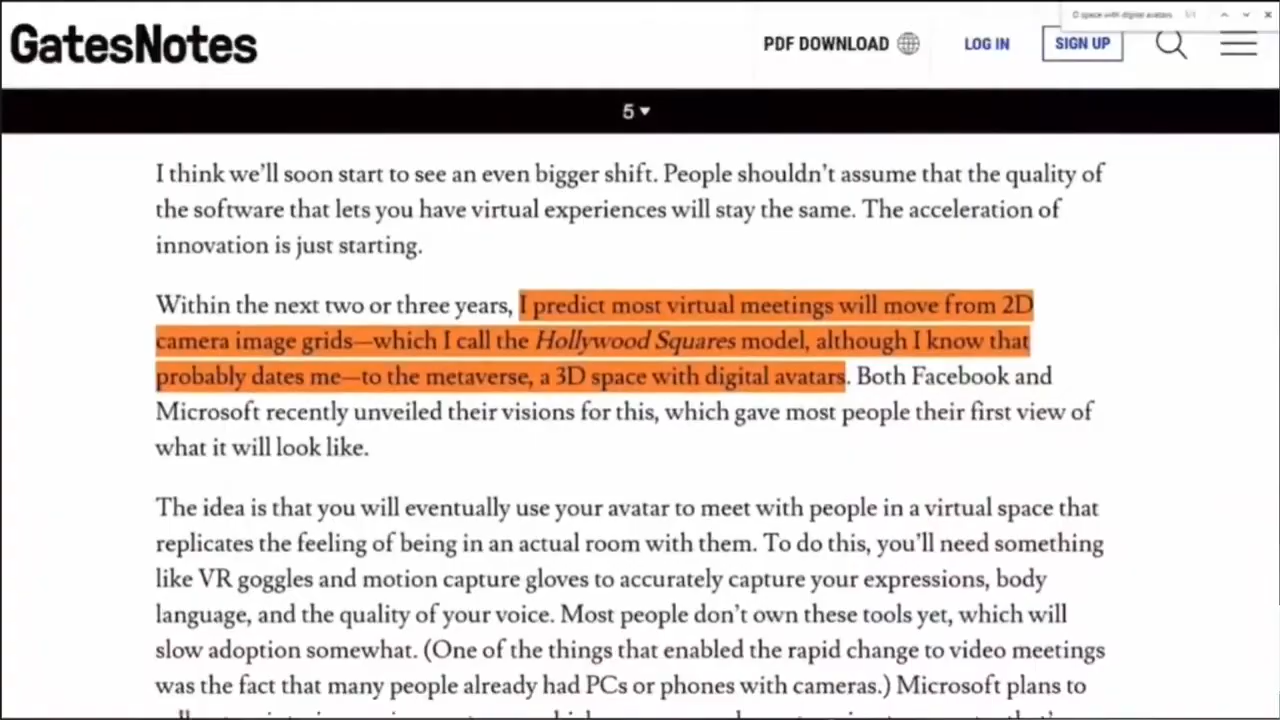 GatesNotes
PDF DOWNLOAD
LOG IN
SIGN UP
space with digital avatars
5
I think we’ll soon start to see an even bigger shift. People shouldn’t assume that the quality of
the software that lets you have virtual experiences will stay the same. The acceleration of
innovation is just starting.
Within the next two or three years, I predict most virtual meetings will move from 2D
camera image grids—which I call the Hollywood Squares model, although I know that
probably dates me—to the metaverse, a 3D space with digital avatars. Both Facebook and
Microsoft recently unveiled their visions for this, which gave most people their first view of
what it will look like.
The idea is that you will eventually use your avatar to meet with people in a virtual space that
replicates the feeling of being in an actual room with them. To do this, you’ll need something
like VR goggles and motion capture gloves to accurately capture your expressions, body
language, and the quality of your voice. Most people don’t own these tools yet, which will
slow adoption somewhat. (One of the things that enabled the rapid change to video meetings
was the fact that many people already had PCs or phones with cameras.) Microsoft plans to